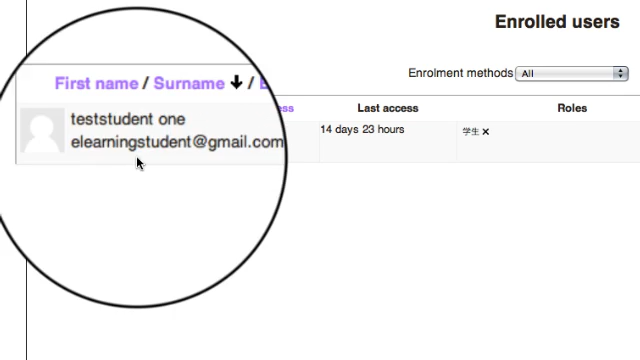 Enrolled users
Enrolment methods All
First name / Surname ↓ /
Last access
Roles
teststudent one
elearningstudent@gmail.com
14 days 23 hours
学生 ✕